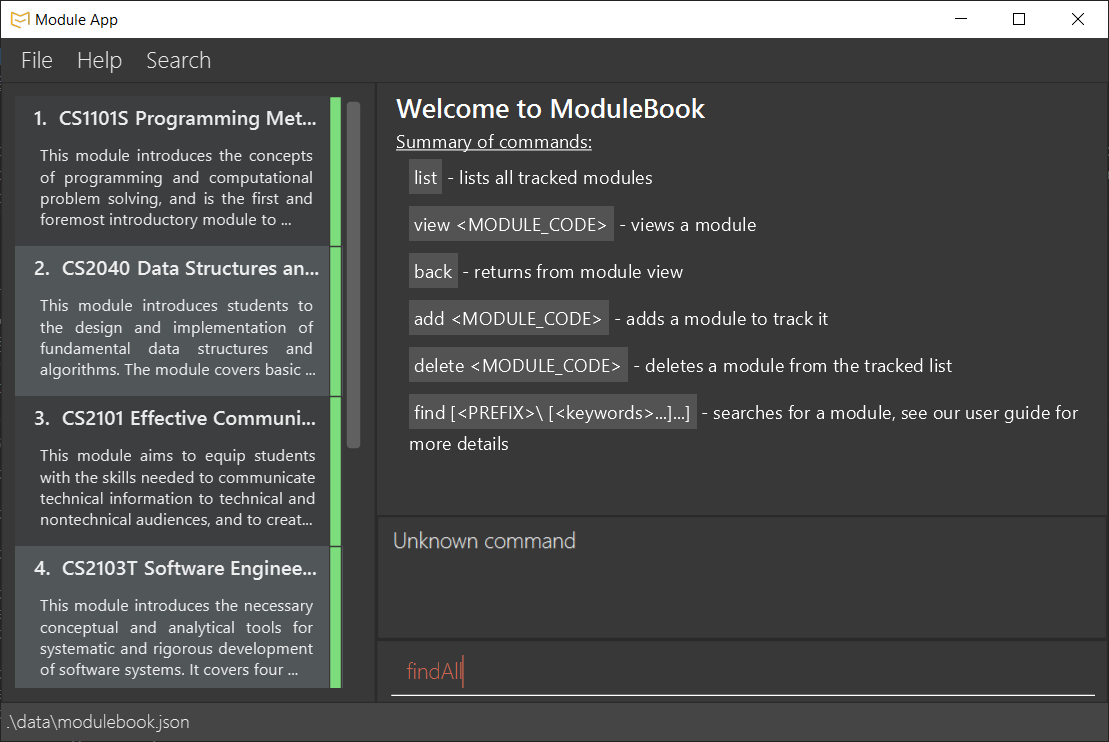 Module App
File Help Search
1. CS1101S Programming Met...
This module introduces the concepts
of programming and computational
problem solving, and is the first and
foremost introductory module to ...
2. CS2040 Data Structures an...
This module introduces students to
the design and implementation of
fundamental data structures and
algorithms. The module covers basic ...
3. CS2101 Effective Communi...
This module aims to equip students
with the skills needed to communicate
technical information to technical and
nontechnical audiences, and to creat...
4. CS2103T Software Enginee...
This module introduces the necessary
conceptual and analytical tools for
systematic and rigorous development
of software systems. It covers four ...
Welcome to ModuleBook
Summary of commands:
list - lists all tracked modules
view <MODULE_CODE> - views a module
back - returns from module view
add <MODULE_CODE> - adds a module to track it
delete <MODULE_CODE> - deletes a module from the tracked list
find [<PREFIX>\ [<keywords>...]...] - searches for a module, see our user guide for
more details
Unknown command
findAll
.\data\modulebook.json